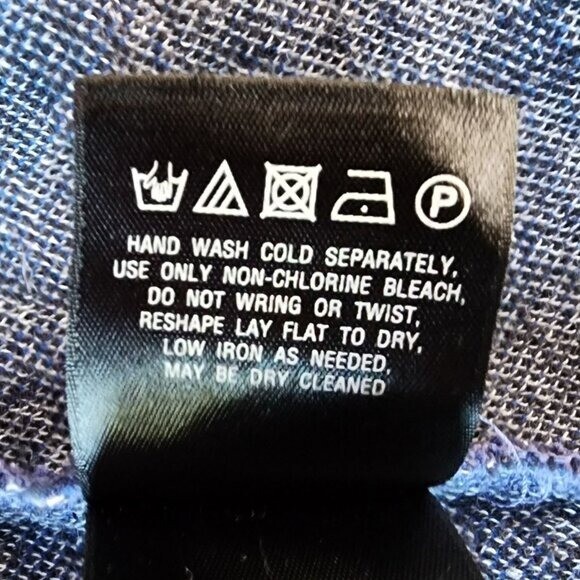 P
HAND WASH COLD SEPARATELY,
USE ONLY NON-CHLORINE BLEACH,
DO NOT WRING OR TWIST,
RESHAPE LAY FLAT TO DRY,
LOW IRON AS NEEDED,
MAY BE DRY CLEANED